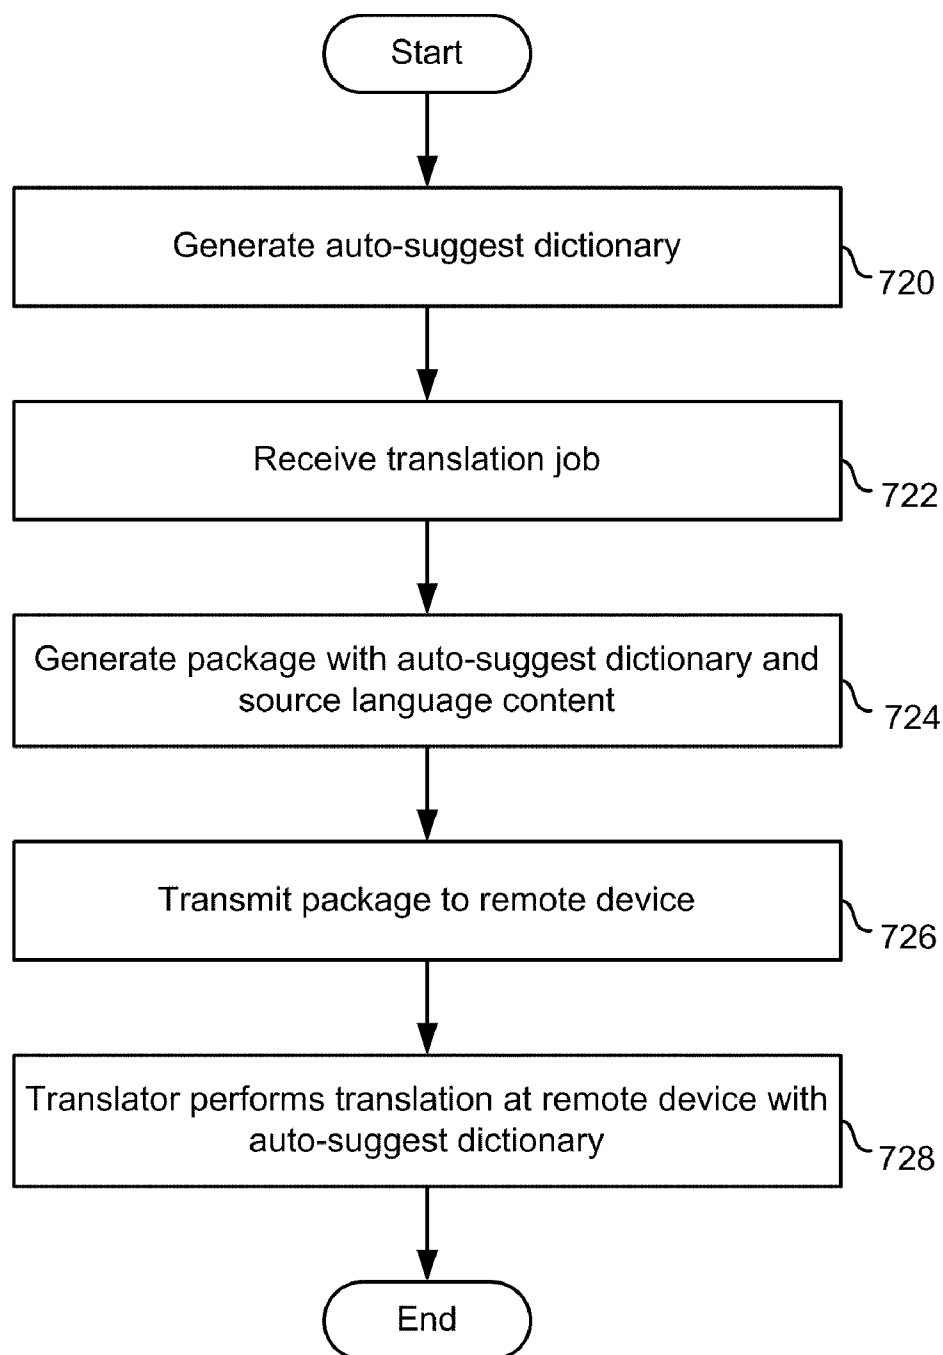 Start
Generate auto-suggest dictionary
720
Receive translation job
722
Generate package with auto-suggest dictionary and
source language content
724
Transmit package to remote device
726
Translator performs translation at remote device with
auto-suggest dictionary
728
End